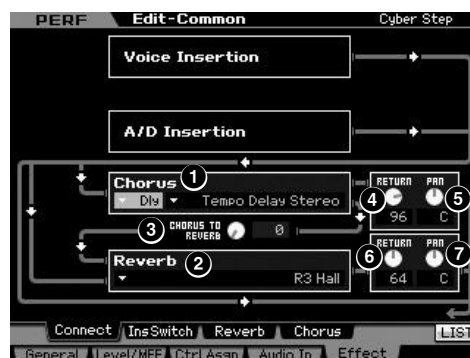 PERF Edit-Common Cyber Step
Voice Insertion
A/D Insertion
Chorus 1
Dly Tempo Delay Stereo
RETURN PAN
4 5
96 C
3 CHORUS TO REVERB 0
Reverb 2
R3 Hall
RETURN PAN
6 7
64 C
Connect InsSwitch Reverb Chorus LIST
General Level/MEF Ctrl Asgn Audio In Effect